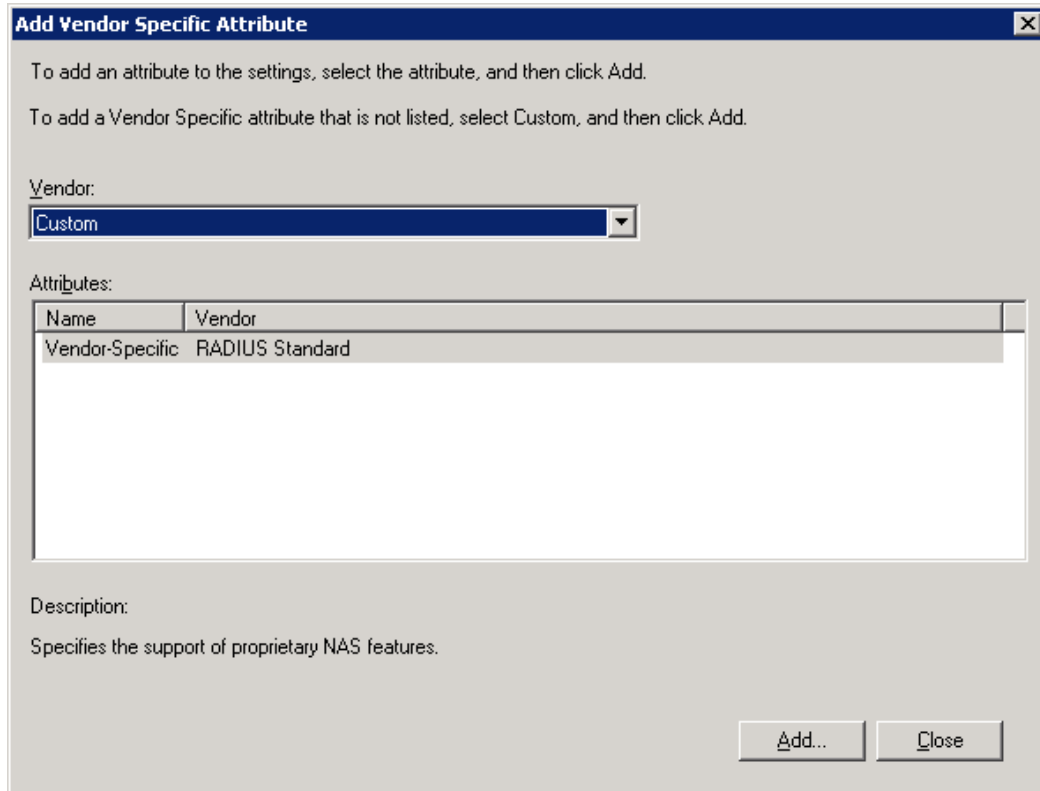 Add Vendor Specific Attribute
To add an attribute to the settings, select the attribute, and then click Add.
To add a Vendor Specific attribute that is not listed, select Custom, and then click Add.
Vendor:
Custom
Attributes:
Name Vendor
Vendor-Specific RADIUS Standard
Description:
Specifies the support of proprietary NAS features.
Add... Close